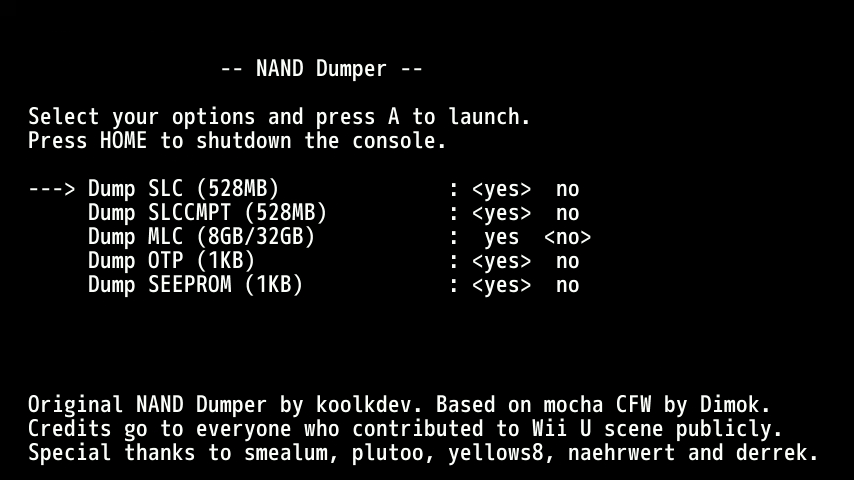 -- NAND Dumper --
Select your options and press A to launch.
Press HOME to shutdown the console.
---> Dump SLC (528MB) : <yes> no
Dump SLCCMPT (528MB) : <yes> no
Dump MLC (8GB/32GB) : yes <no>
Dump OTP (1KB) : <yes> no
Dump SEEPROM (1KB) : <yes> no
Original NAND Dumper by koolkdev. Based on mocha CFW by Dimok.
Credits go to everyone who contributed to Wii U scene publicly.
Special thanks to smealum, plutoo, yellows8, naehrwert and derrek.